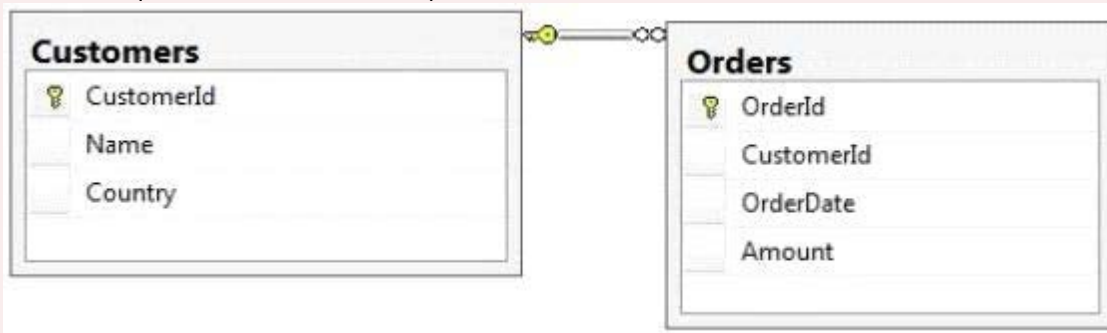 Customers
CustomerId
Name
Country
Orders
OrderId
CustomerId
OrderDate
Amount